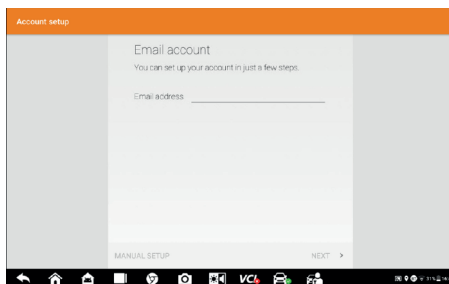 Account setup
Email account
You can set up your account in just a few steps.
Email address
MANUAL SETUP
NEXT >
VCI